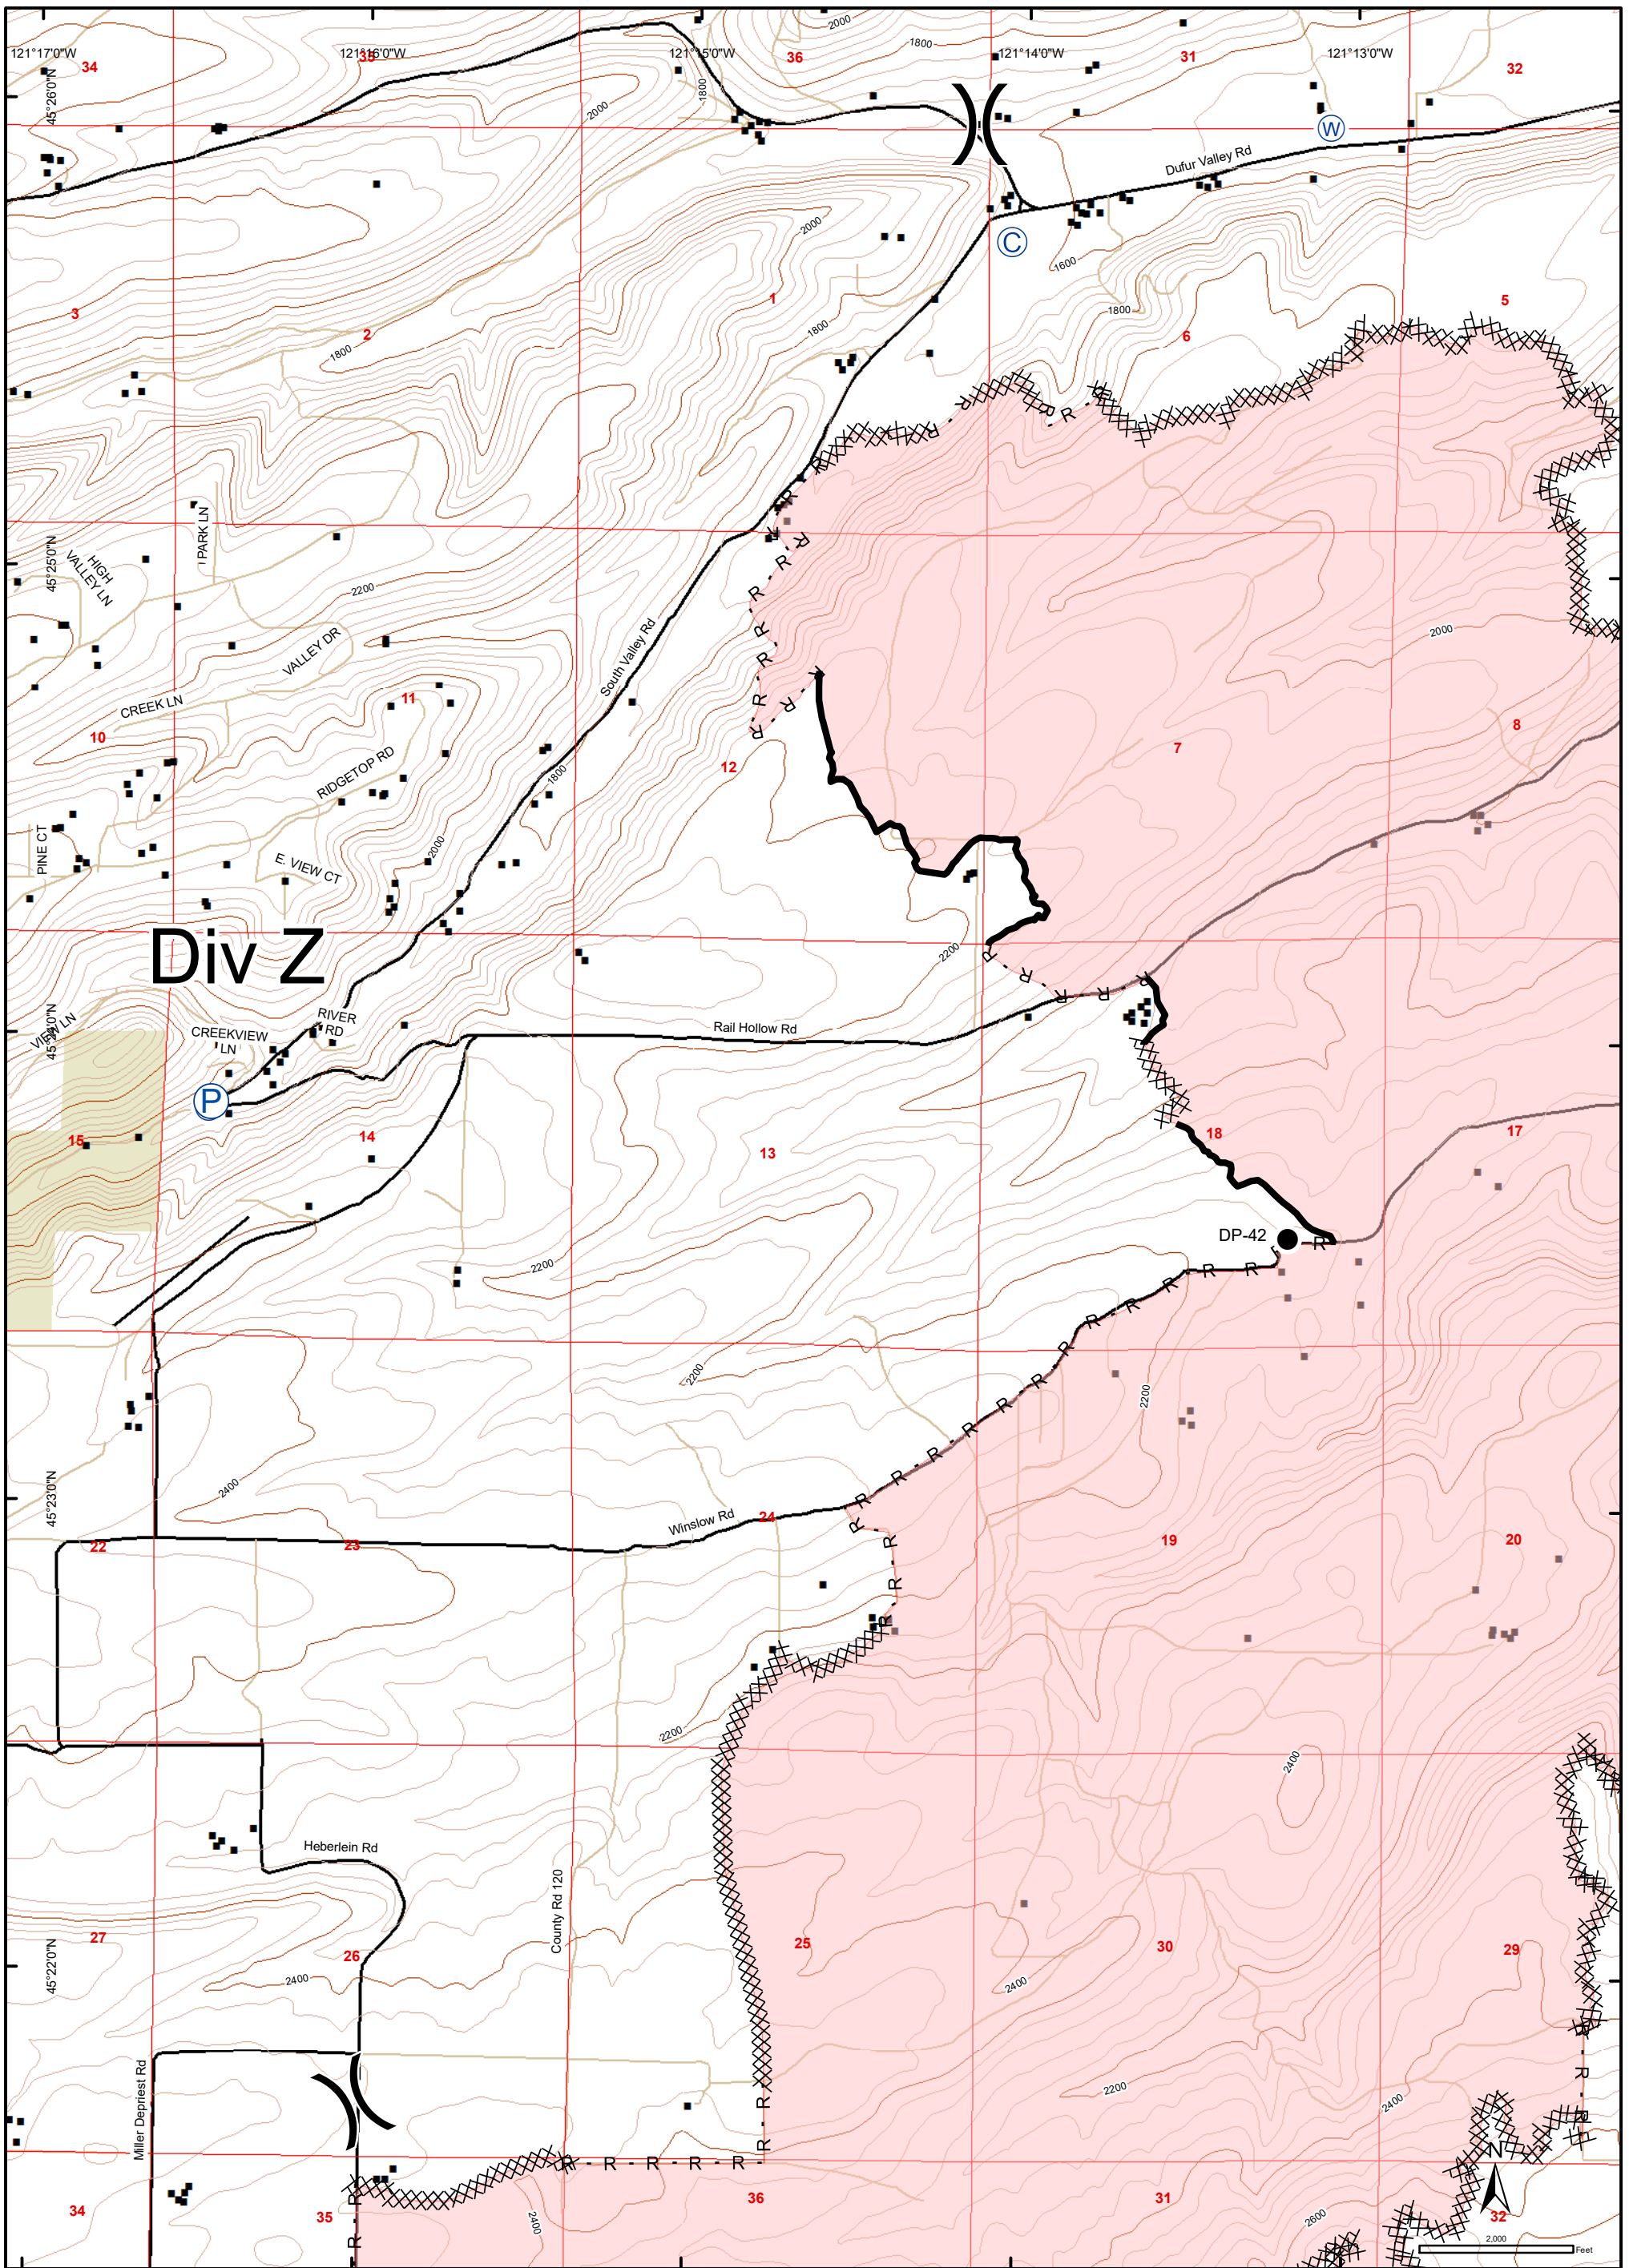 121°17'0"W
121°16'0"W
121°15'0"W
121°14'0"W
121°13'0"W
34
35
36
31
32
2000
1800
45°26'0"N
1800
2000
W
Dufur Valley Rd
2000
C
1600
3
2
1
1800
1800
1800
6
5
PARK LN
HIGH
VALLEY LN
45°25'0"N
2200
VALLEY DR
South Valley Rd
2000
CREEK LN
11
10
12
7
8
RIDGETOP RD
1800
PINE CT
2000
E. VIEW CT
Div Z
2200
VIEW LN
45°24'0"N
CREEKVIEW
LN
RIVER
RD
Rail Hollow Rd
P
15
14
13
18
17
DP-42
2200
2200
2200
45°23'0"N
2400
Winslow Rd
24
22
23
19
20
2200
2400
Heberlein Rd
County Rd 120
27
26
25
30
29
45°22'0"N
2400
2400
Miller Depriest Rd
2200
2400
N
34
35
36
31
32
2400
2600
2,000
Feet
R R R R R R R R R R R R R R R R R R R R R R R R R R R R R R R R R R R R R R R R R R R R R R R R